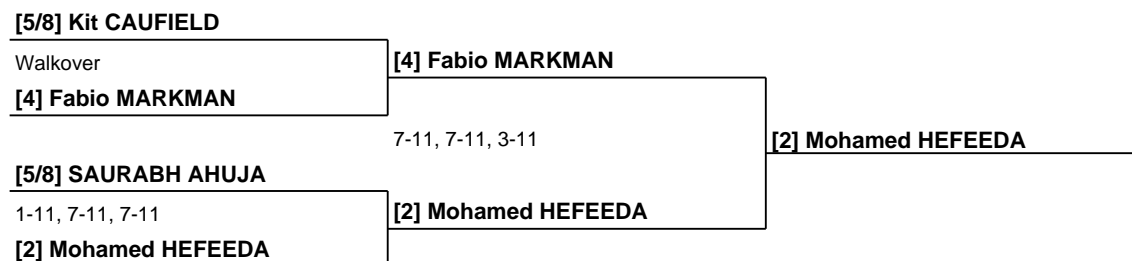 [5/8] Kit CAUFIELD
Walkover
[4] Fabio MARKMAN
[4] Fabio MARKMAN
7-11, 7-11, 3-11
[2] Mohamed HEFEEDA
[5/8] SAURABH AHUJA
1-11, 7-11, 7-11
[2] Mohamed HEFEEDA
[2] Mohamed HEFEEDA